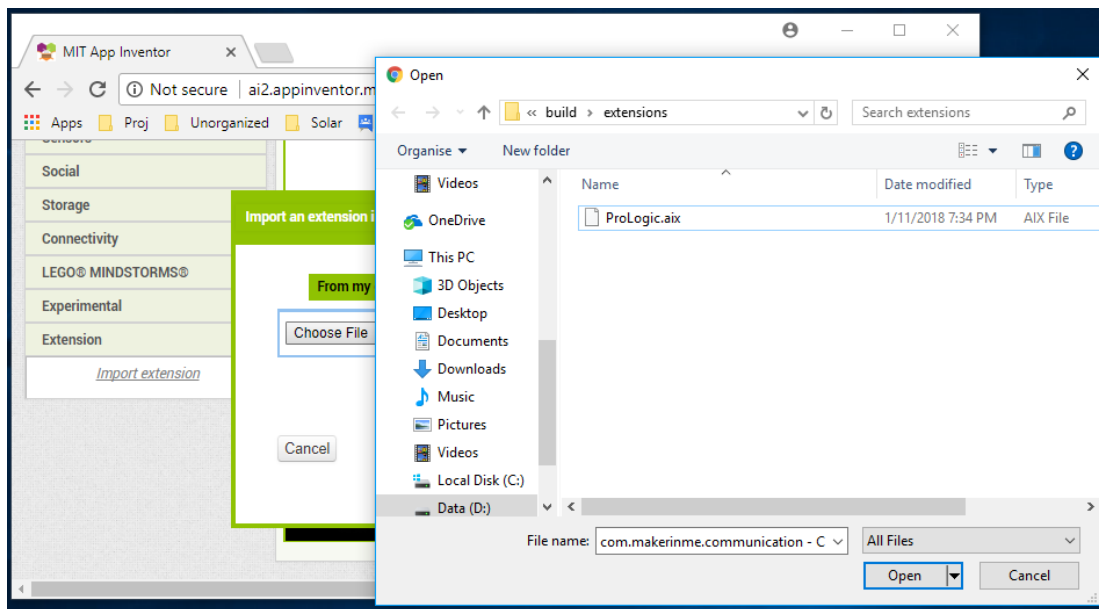 MIT App Inventor
Not secure | ai2.appinventor.m
Apps Proj Unorganized Solar
Sensors
Social
Storage
Connectivity
LEGO® MINDSTORMS®
Experimental
Extension
Import extension
Import an extension i
From my
Choose File
Cancel
Open
« build › extensions
Search extensions
Organise New folder
Videos
OneDrive
This PC
3D Objects
Desktop
Documents
Downloads
Music
Pictures
Videos
Local Disk (C:)
Data (D:)
Name Date modified Type
ProLogic.aix 1/11/2018 7:34 PM AIX File
File name: com.makerinme.communication - C All Files
Open Cancel